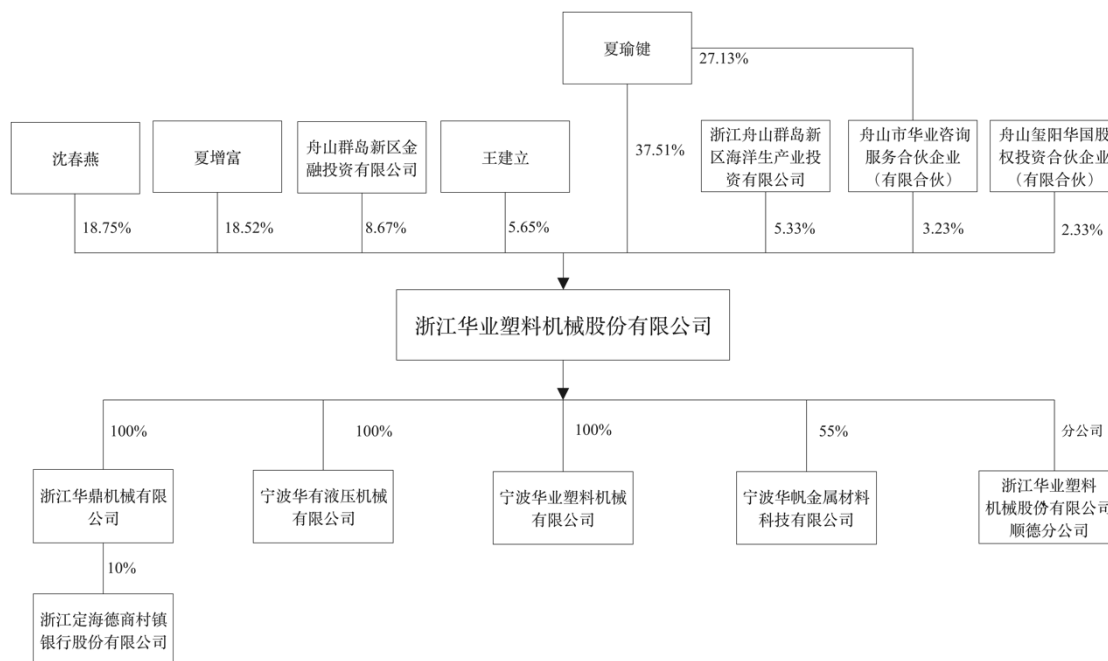 夏瑜键
27.13%
沈春燕
夏增富
舟山群岛新区金
融投资有限公司
王建立
37.51%
浙江舟山群岛新
区海洋生产业投
资有限公司
舟山市华业咨询
服务合伙企业
（有限合伙）
舟山玺阳华国股
权投资合伙企业
（有限合伙）
18.75%
18.52%
8.67%
5.65%
5.33%
3.23%
2.33%
浙江华业塑料机械股份有限公司
100%
100%
100%
55%
分公司
浙江华鼎机械有限
公司
宁波华有液压机械
有限公司
宁波华业塑料机械
有限公司
宁波华帆金属材料
科技有限公司
浙江华业塑料
机械股份有限公司
顺德分公司
10%
浙江定海德商村镇
银行股份有限公司